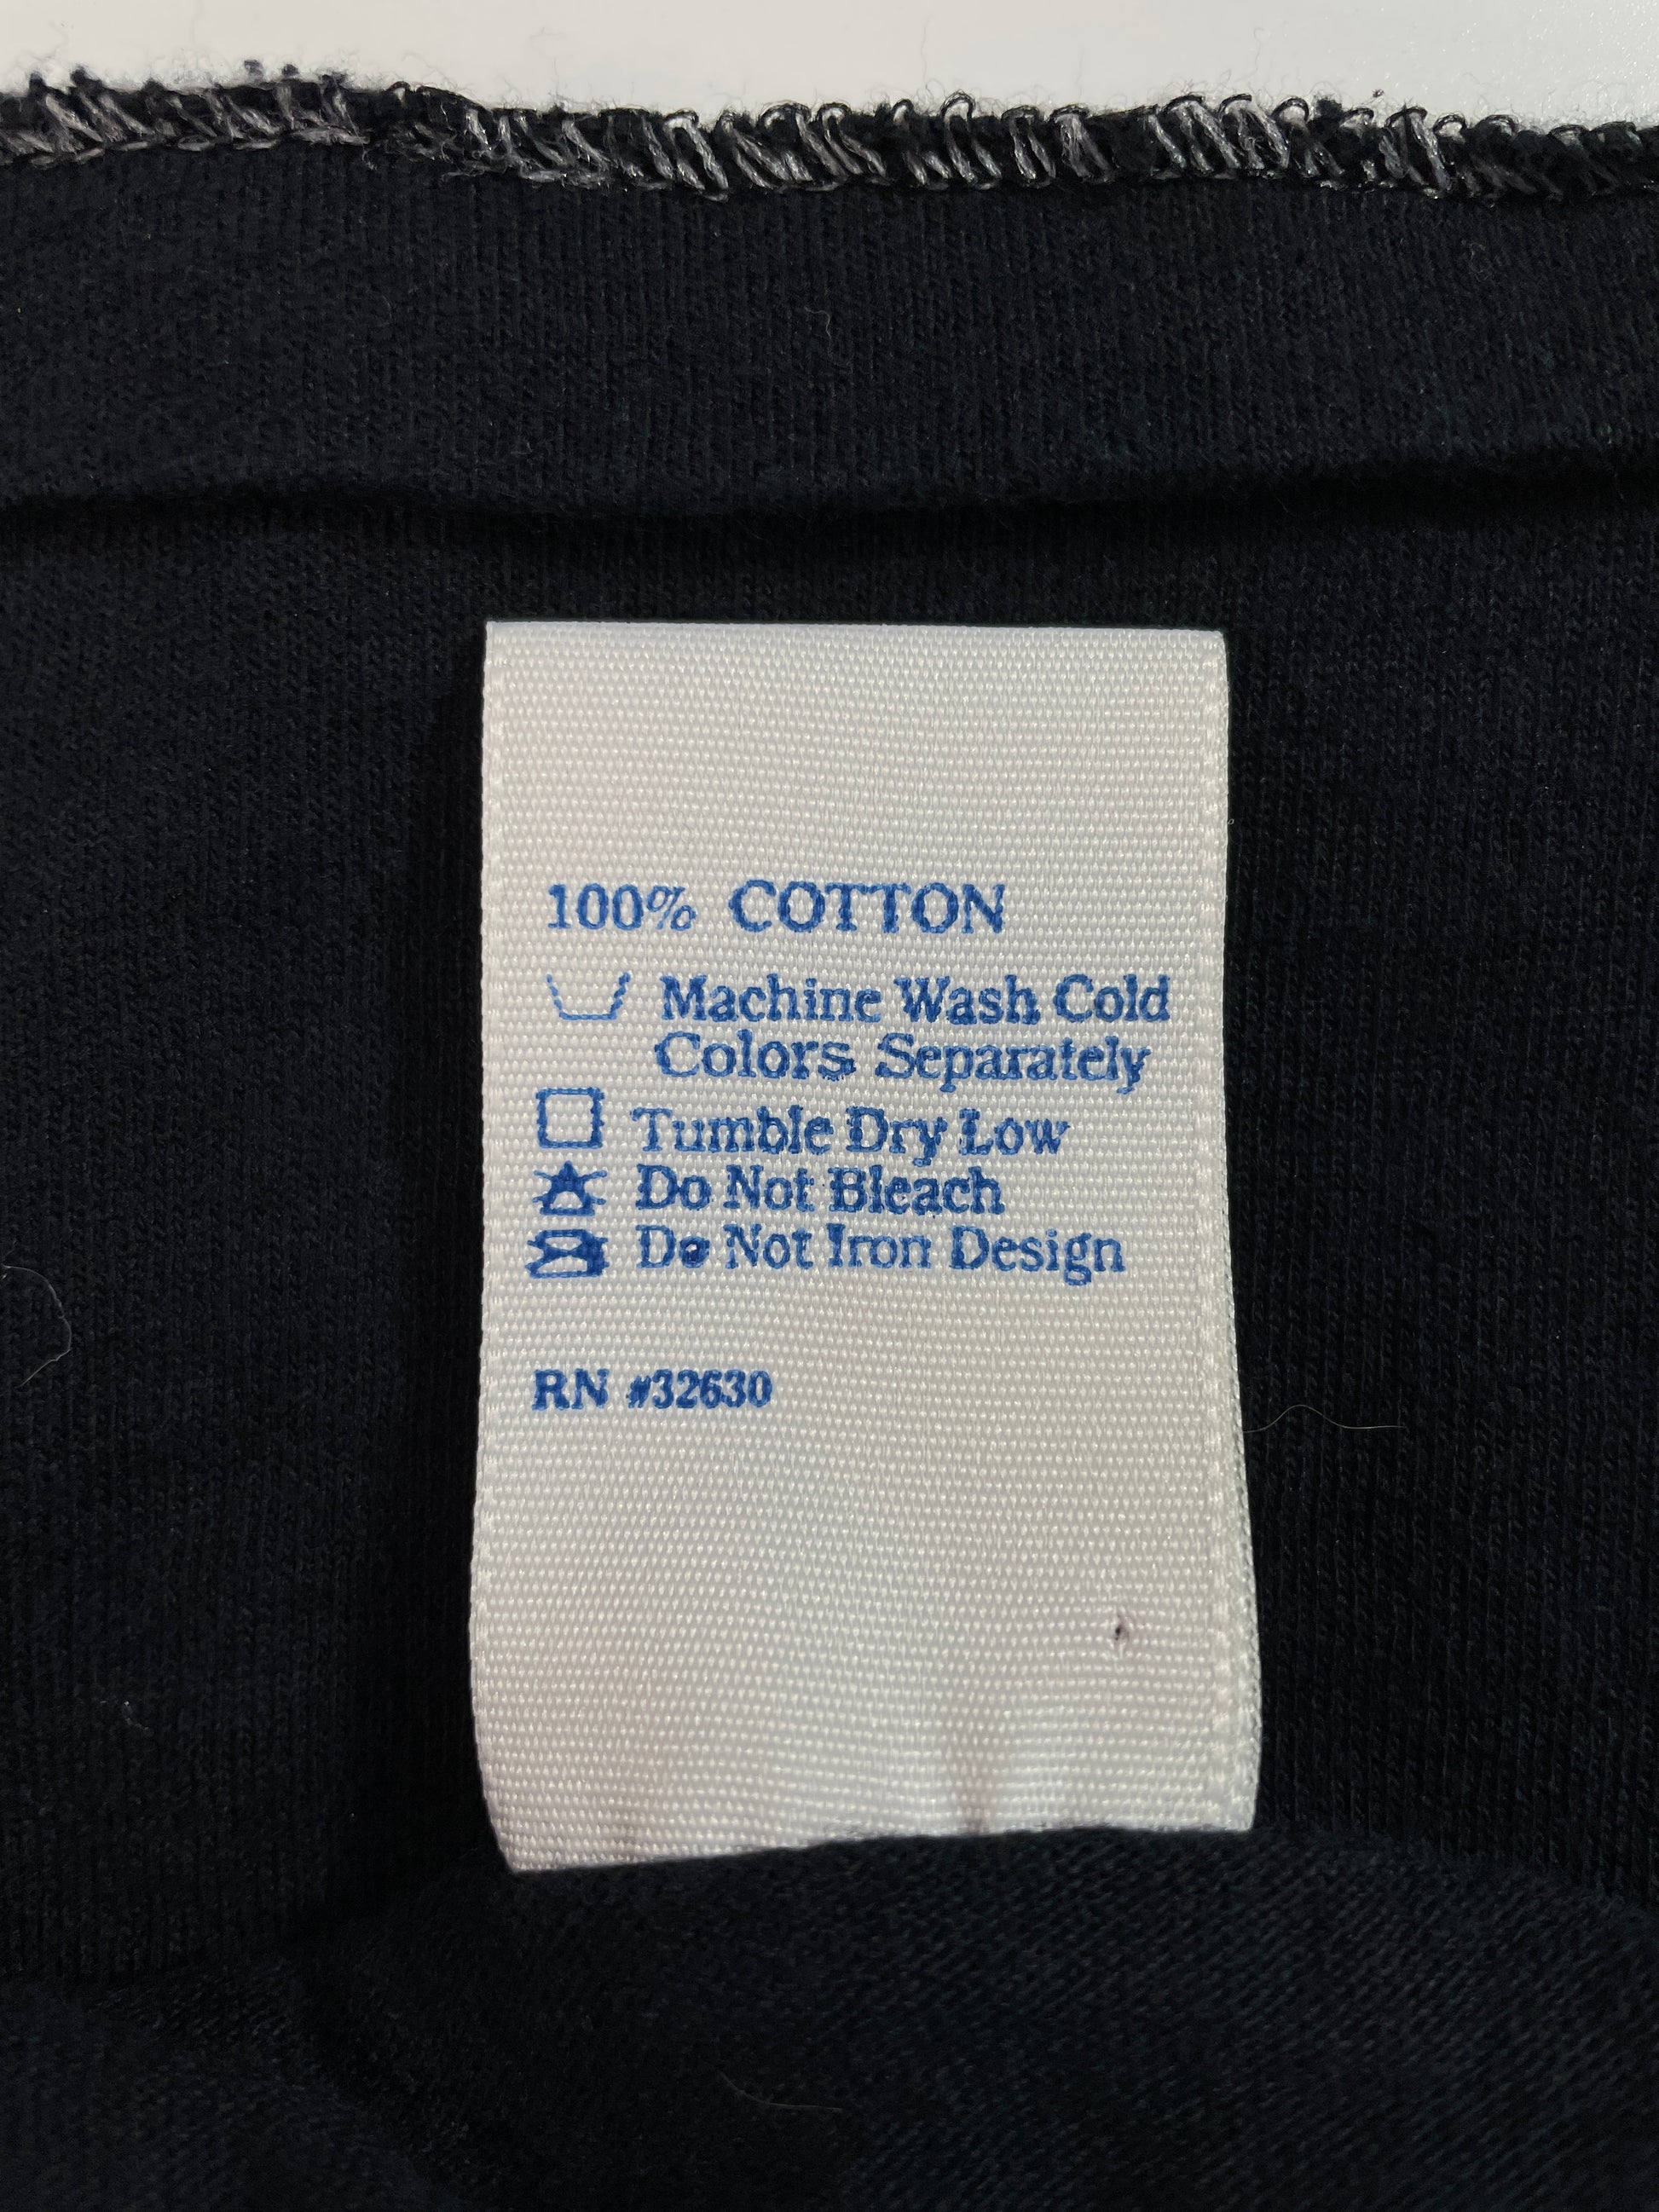 100% COTTON
Machine Wash Cold
Colors Separately
Tumble Dry Low
Do Not Bleach
Do Not Iron Design
RN #32630